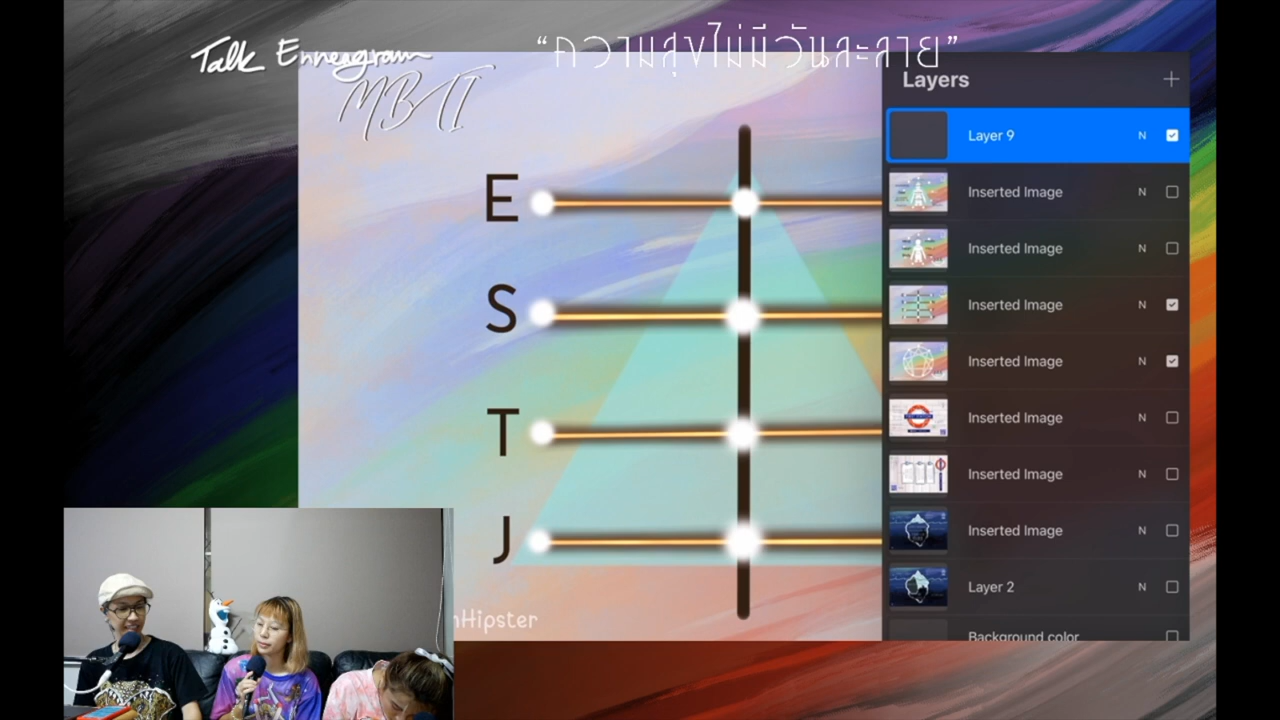 Talk Enneagram
“ความสุขไม่มีวันละลาย”
MBTI
E
S
T
J
Hipster
Layers
Layer 9 N
Inserted Image N
Inserted Image N
Inserted Image N
Inserted Image N
Inserted Image N
Inserted Image N
Inserted Image N
Layer 2 N
Background color